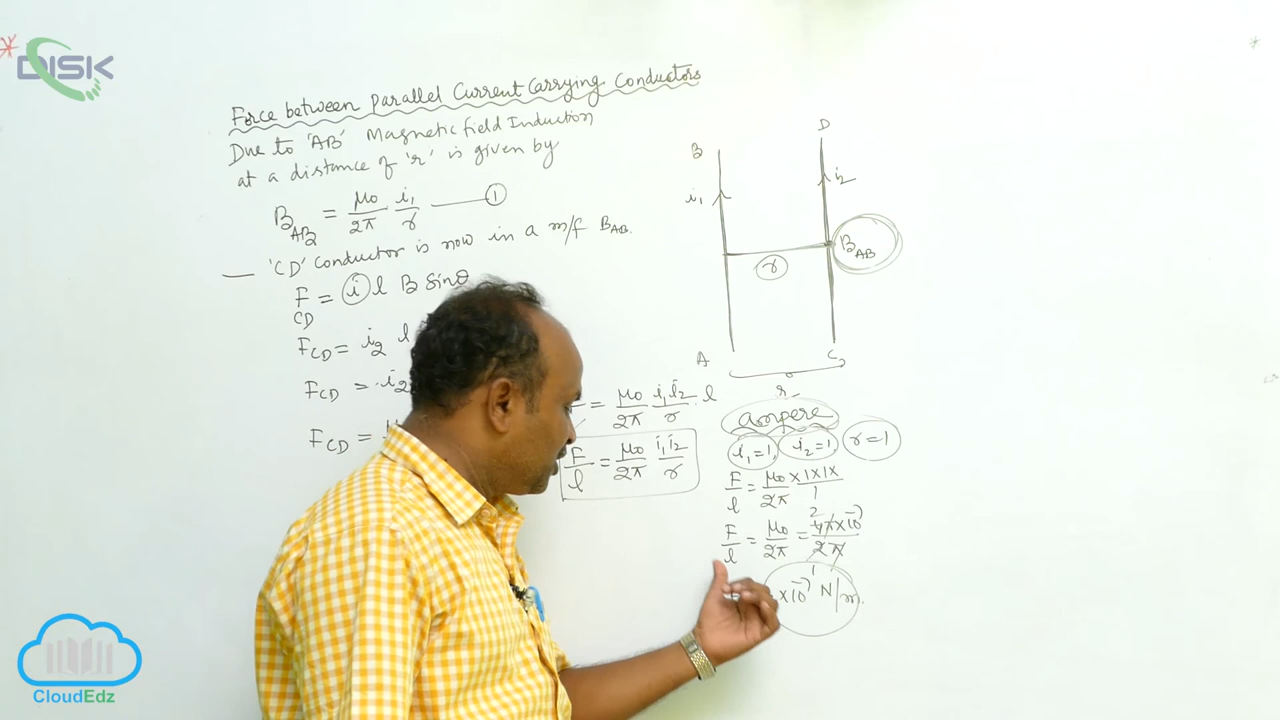 DISK
Force between parallel Current Carrying Conductors
Due to 'AB' Magnetic field Induction
at a distance of 'r' is given by
B_AB = μ₀/2π i₁/r —— ①
— 'CD' Conductor is now in a m/f B_AB.
F_CD = i l B Sinθ
F_CD = i₂ l
F_CD = i₂
F_CD =
= μ₀/2π i₁i₂/r . l
F/l = μ₀/2π i₁i₂/r
B
D
i₁
i₂
B_AB
r
A
C
r
ampere
i₁=1, i₂=1, r=1
F/l = μ₀/2π × 1×1/1
F/l = μ₀/2π = 4π×10⁻⁷/2π
2
1
×10⁻⁷ N/m.
CloudEdz